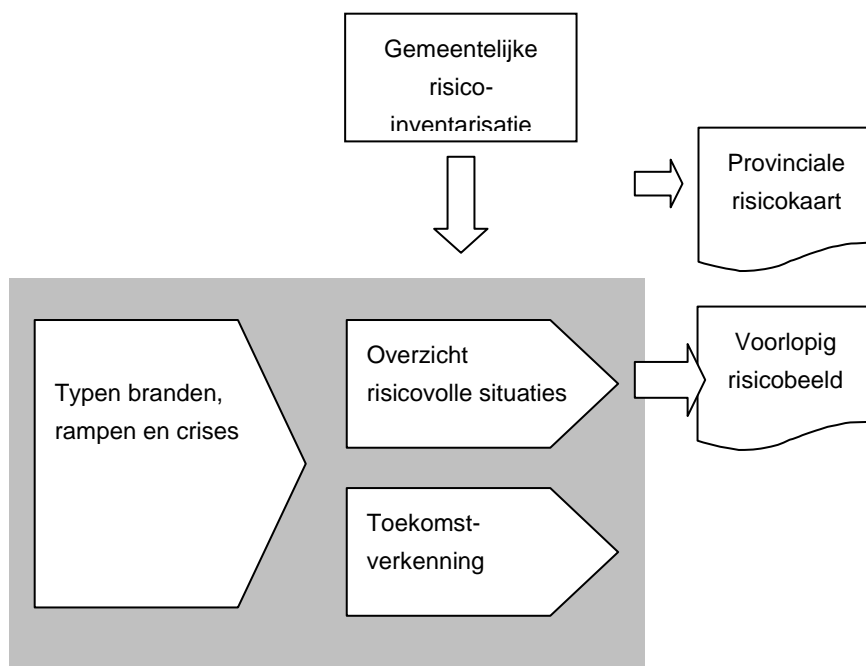 Gemeentelijke
risico-
inventarisatie
Provinciale
risicokaart
Typen branden,
rampen en crises
Overzicht
risicovolle situaties
Voorlopig
risicobeeld
Toekomst-
verkenning